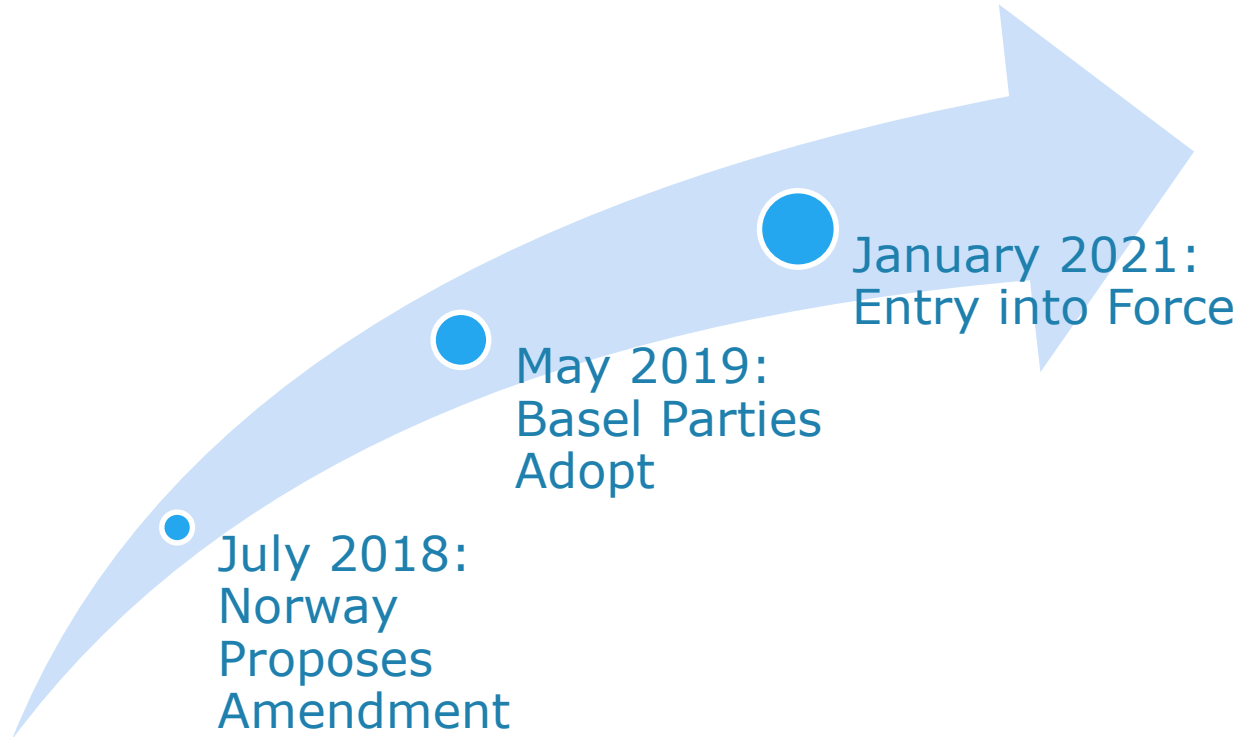 January 2021:
Entry into Force
May 2019:
Basel Parties
Adopt
July 2018:
Norway
Proposes
Amendment